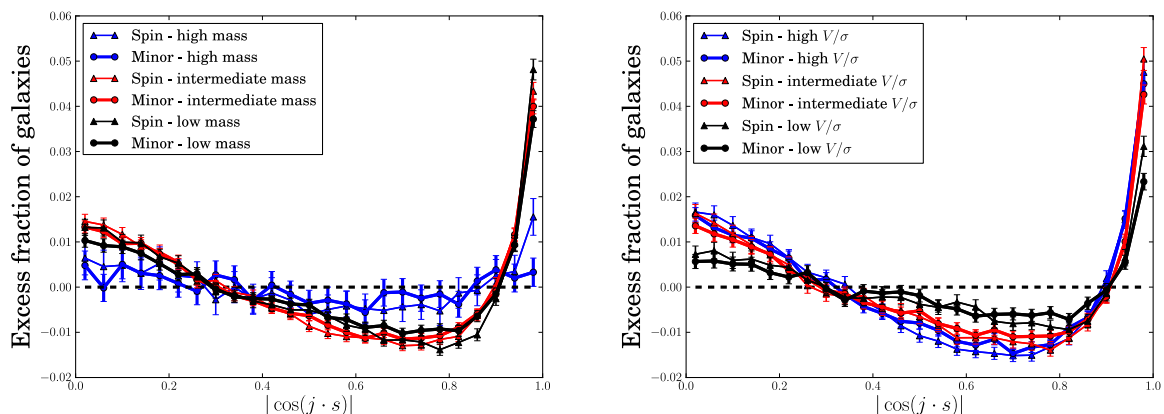 Excess fraction of galaxies
0.06
0.05
0.04
0.03
0.02
0.01
0.00
−0.01
−0.02
Spin - high mass
Minor - high mass
Spin - intermediate mass
Minor - intermediate mass
Spin - low mass
Minor - low mass
0.0 0.2 0.4 0.6 0.8 1.0
| cos(j · s)|
Excess fraction of galaxies
0.06
0.05
0.04
0.03
0.02
0.01
0.00
−0.01
−0.02
Spin - high V/σ
Minor - high V/σ
Spin - intermediate V/σ
Minor - intermediate V/σ
Spin - low V/σ
Minor - low V/σ
0.0 0.2 0.4 0.6 0.8 1.0
| cos(j · s)|